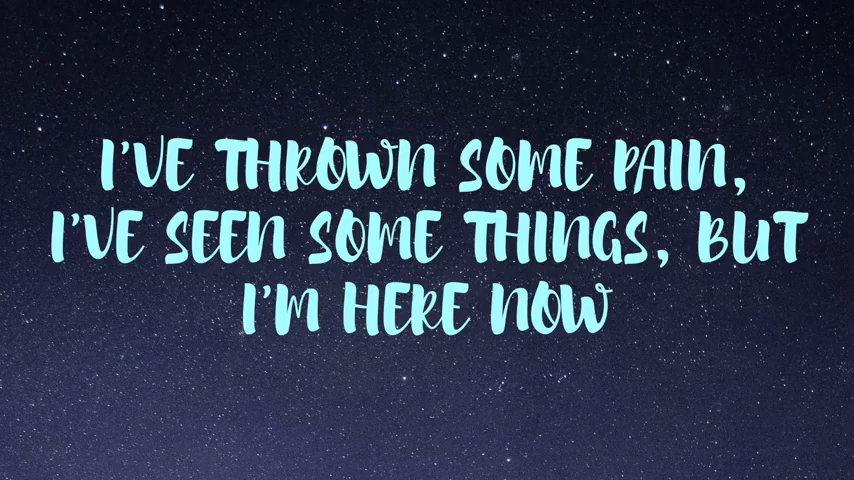 I'VE THROWN SOME PAIN,
I'VE SEEN SOME THINGS, BUT
I'M HERE NOW